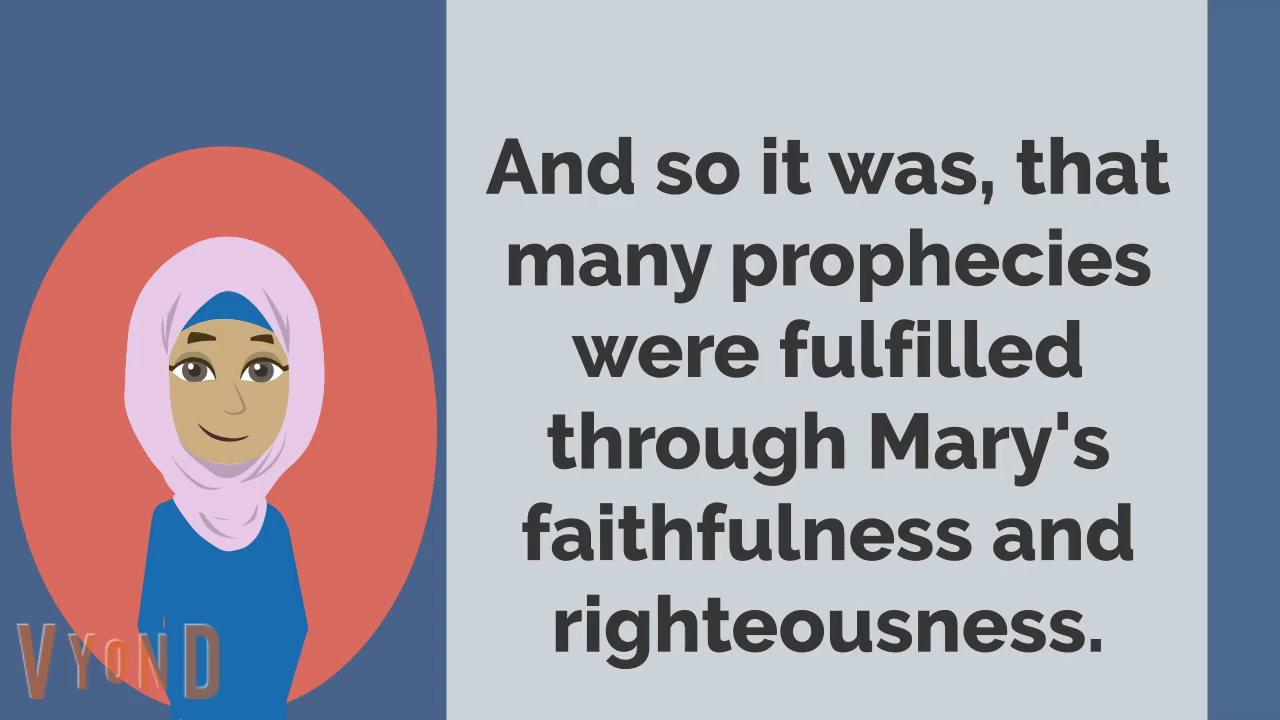 And so it was, that
many prophecies
were fulfilled
through Mary's
faithfulness and
righteousness.
VYOND